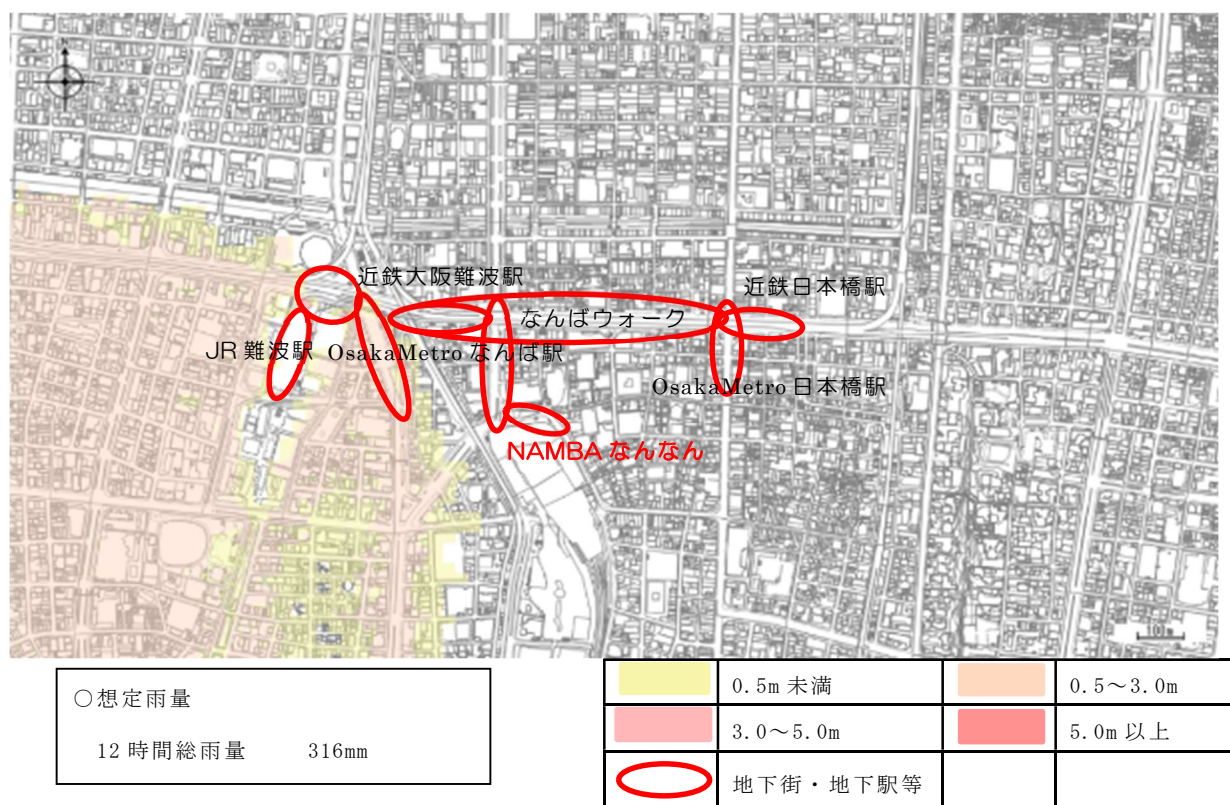 N
近鉄大阪難波駅
近鉄日本橋駅
なんばウォーク
JR 難波駅
OsakaMetro なんば駅
OsakaMetro 日本橋駅
NAMBA なんなん
100m
○想定雨量
12 時間総雨量 316mm
0.5m 未満
0.5～3.0m
3.0～5.0m
5.0m 以上
地下街・地下駅等